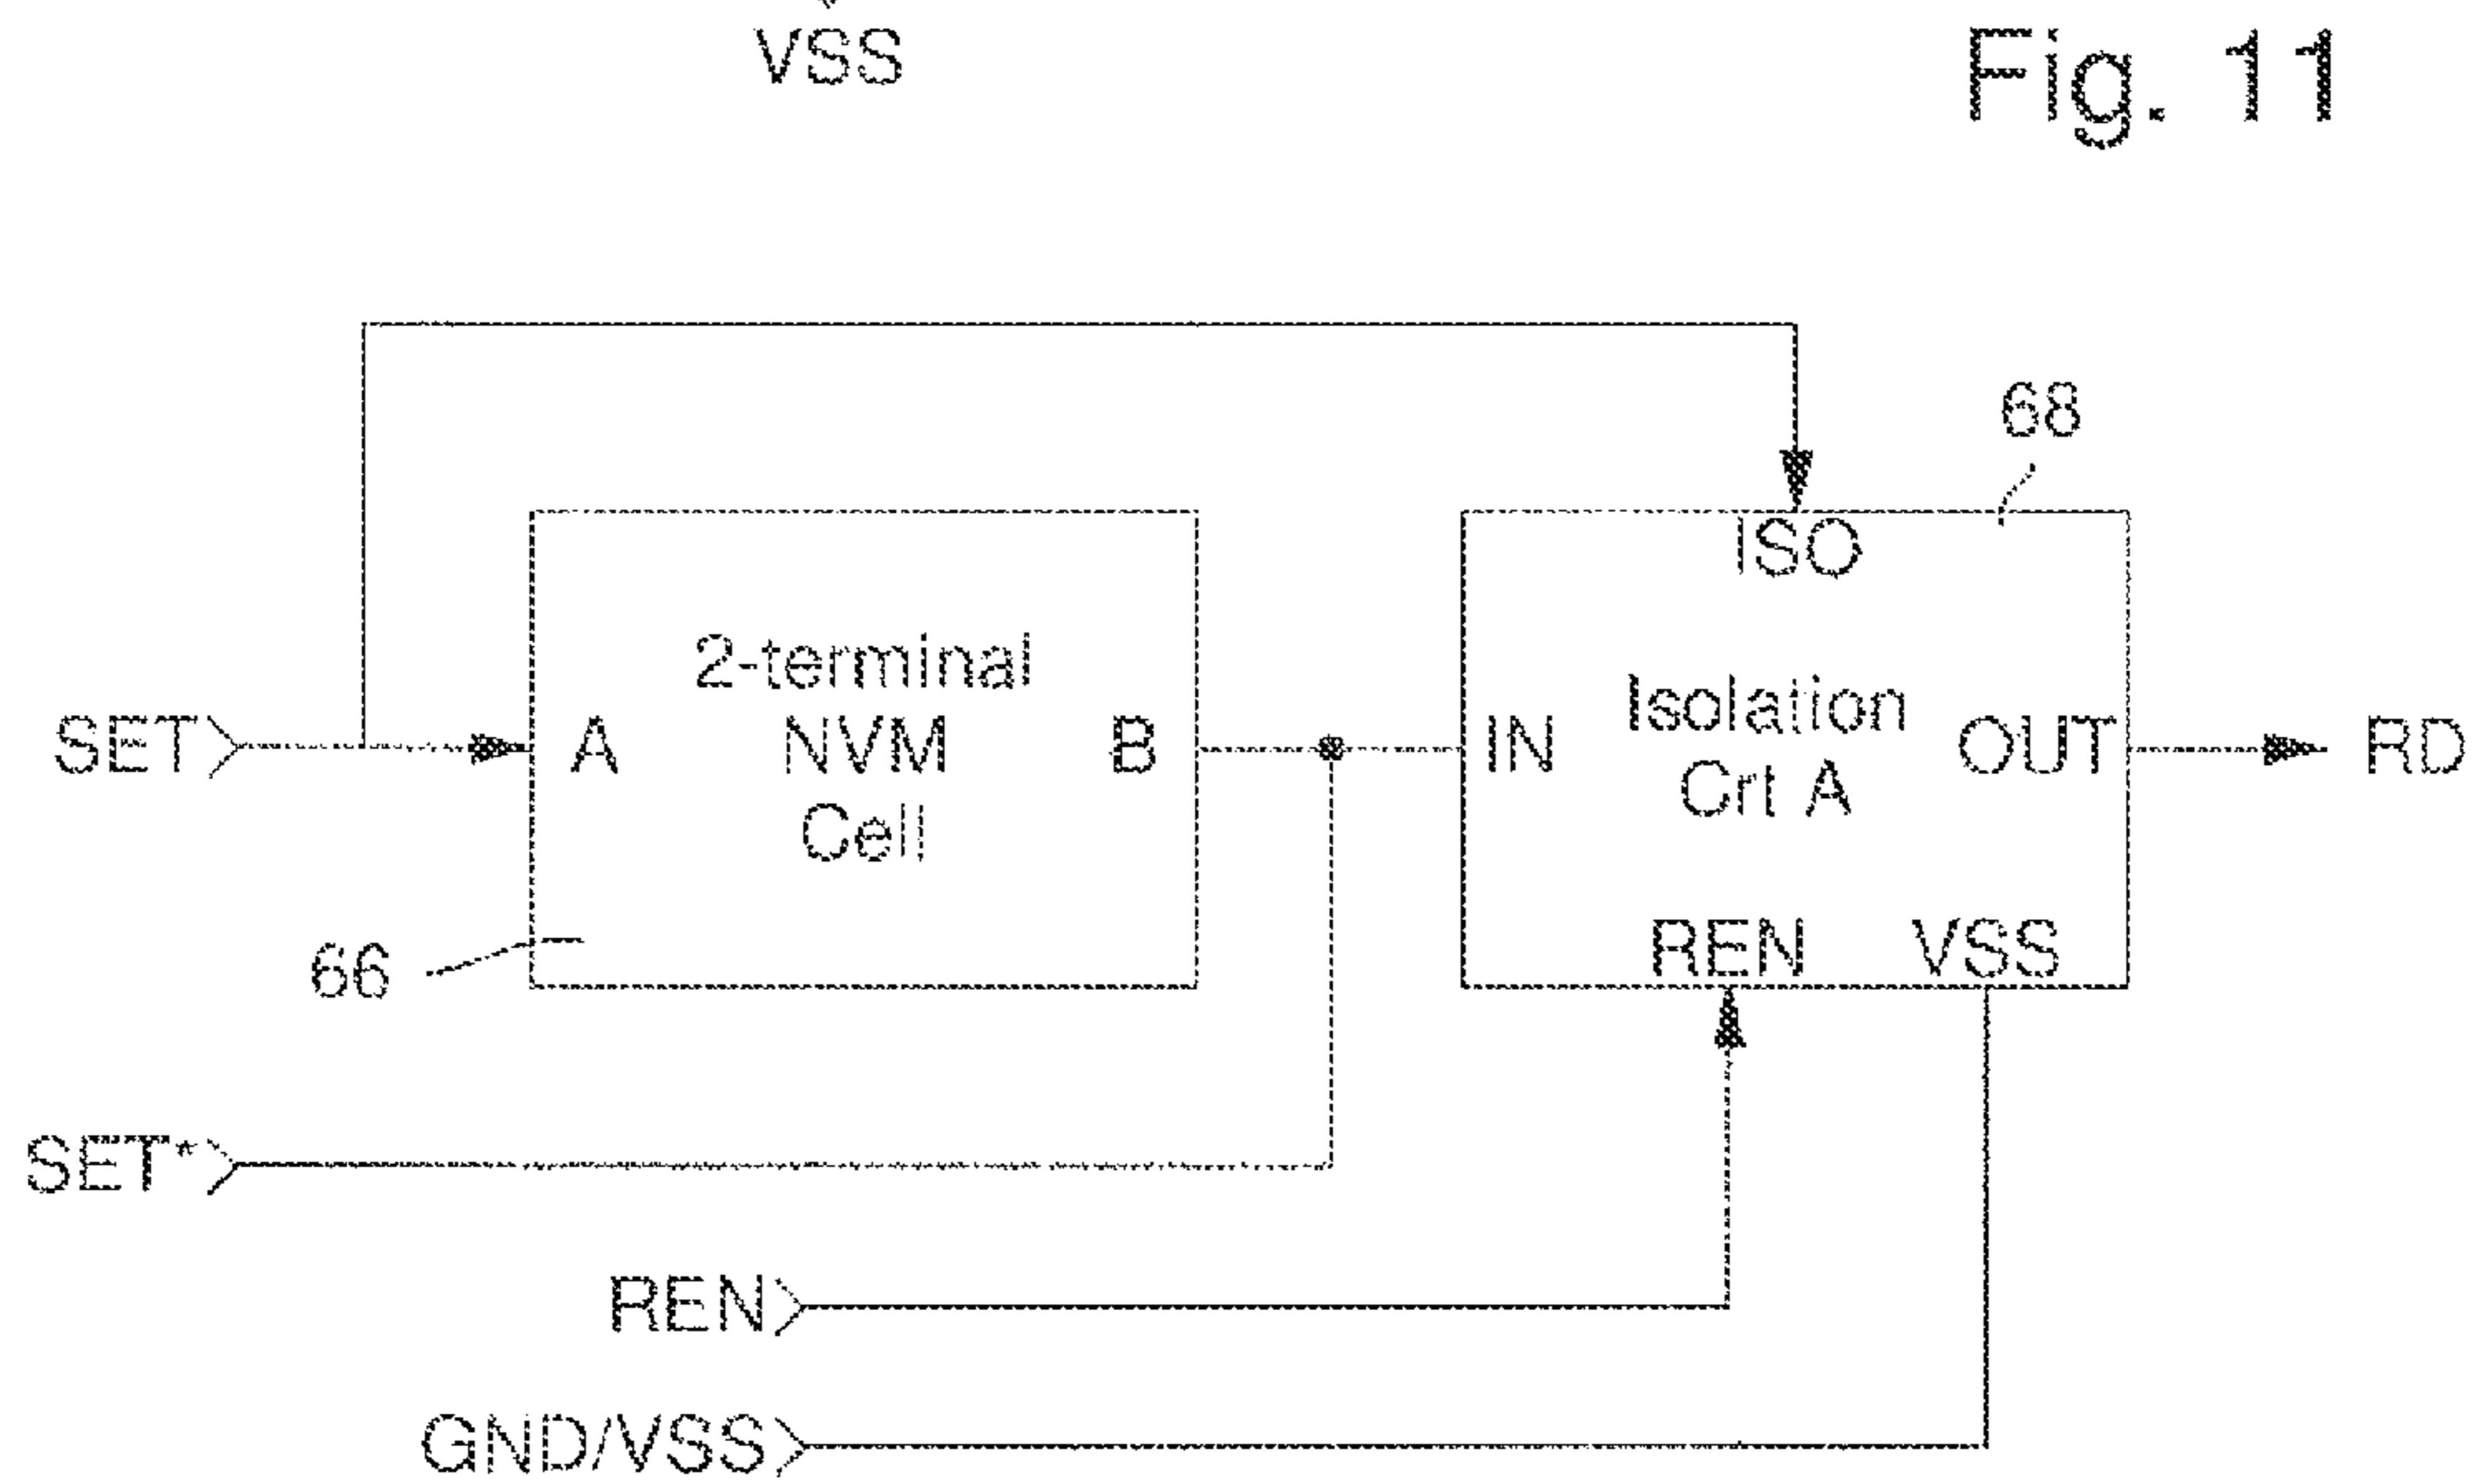 VSS
Fig. 11
68
ISO
2-terminal
NVM
Cell
Isolation
Crt A
SET
A
B
IN
OUT
RD
REN
VSS
66
SET*
REN
GND/VSS